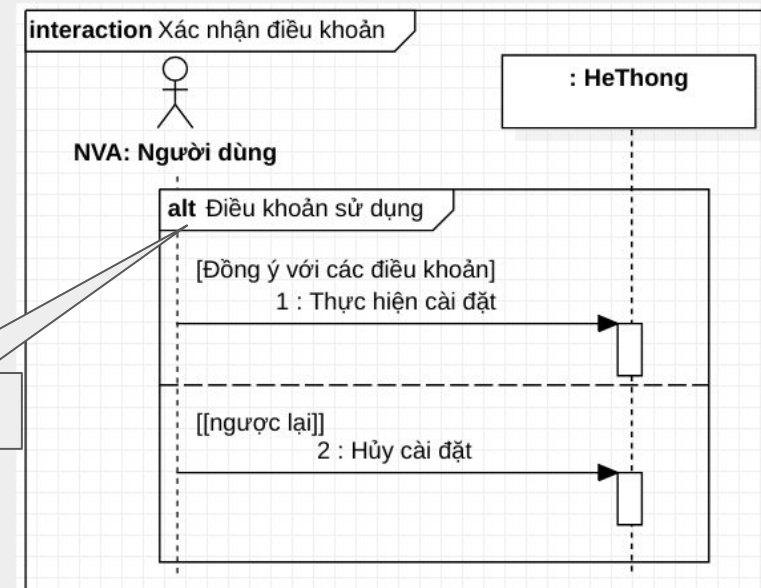 interaction Xác nhận điều khoản
: HeThong
NVA: Người dùng
alt Điều khoản sử dụng
[Đồng ý với các điều khoản]
1 : Thực hiện cài đặt
[[ngược lại]]
2 : Hủy cài đặt